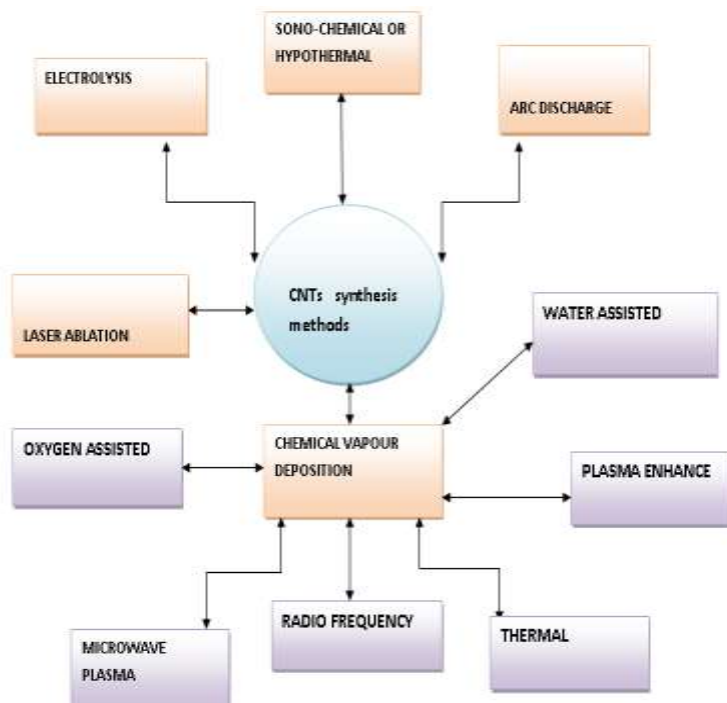 SONO-CHEMICAL OR
HYPOTHERMAL
ELECTROLYSIS
ARC DISCHARGE
CNTs synthesis
methods
LASER ABLATION
WATER ASSISTED
OXYGEN ASSISTED
CHEMICAL VAPOUR
DEPOSITION
PLASMA ENHANCE
MICROWAVE
PLASMA
RADIO FREQUENCY
THERMAL